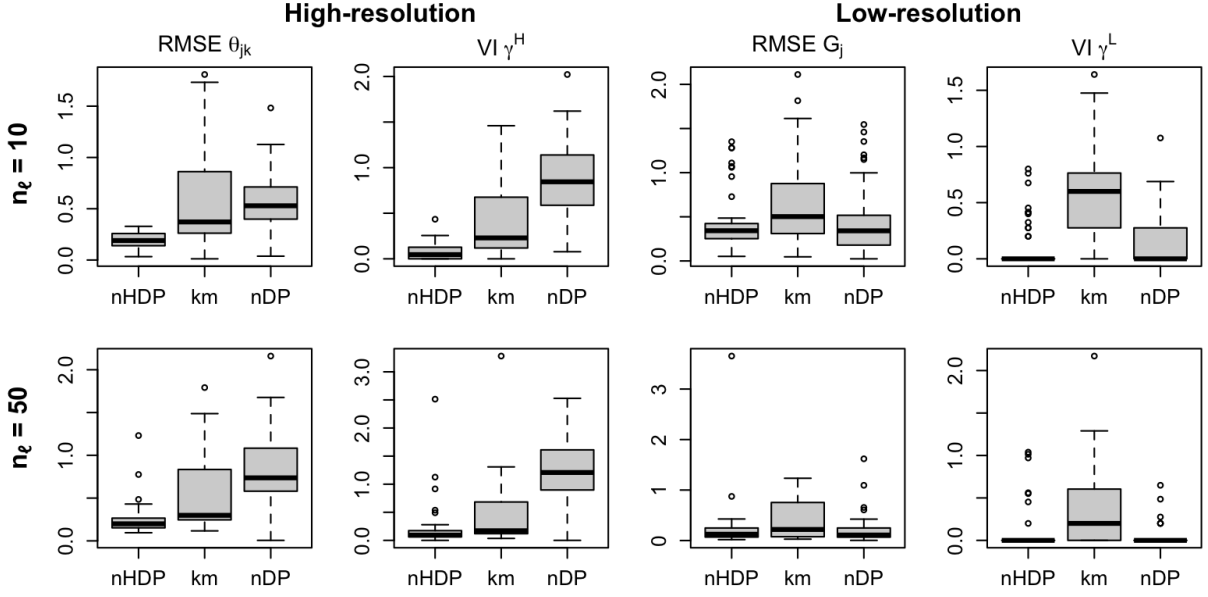 High-resolution Low-resolution
RMSE θjk VI γH RMSE Gj VI γL
nℓ = 10
0.0 0.5 1.0 1.5
nHDP km nDP
0.0 1.0 2.0
nHDP km nDP
0.0 1.0 2.0
nHDP km nDP
0.0 0.5 1.0 1.5
nHDP km nDP
nℓ = 50
0.0 1.0 2.0
nHDP km nDP
0.0 1.0 2.0 3.0
nHDP km nDP
0 1 2 3
nHDP km nDP
0.0 1.0 2.0
nHDP km nDP